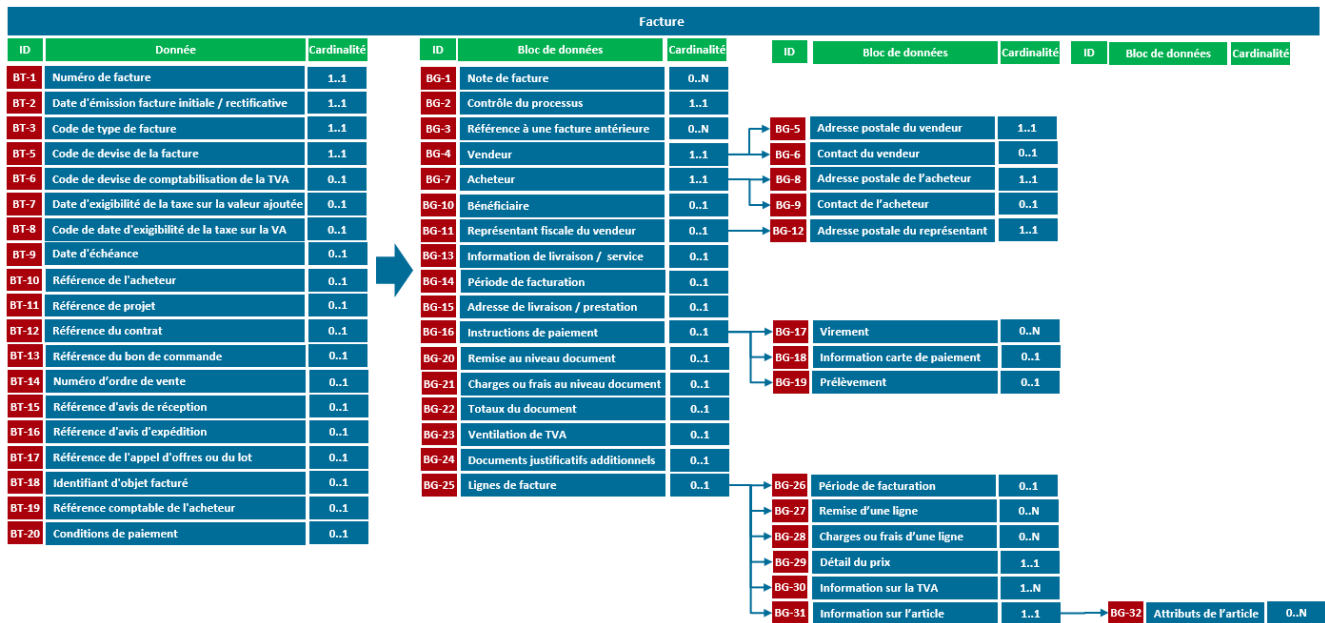 Facture
ID Donnée Cardinalité
BT-1 Numéro de facture 1..1
BT-2 Date d'émission facture initiale / rectificative 1..1
BT-3 Code de type de facture 1..1
BT-5 Code de devise de la facture 1..1
BT-6 Code de devise de comptabilisation de la TVA 0..1
BT-7 Date d'exigibilité de la taxe sur la valeur ajoutée 0..1
BT-8 Code de date d'exigibilité de la taxe sur la VA 0..1
BT-9 Date d'échéance 0..1
BT-10 Référence de l'acheteur 0..1
BT-11 Référence de projet 0..1
BT-12 Référence du contrat 0..1
BT-13 Référence du bon de commande 0..1
BT-14 Numéro d’ordre de vente 0..1
BT-15 Référence d'avis de réception 0..1
BT-16 Référence d'avis d'expédition 0..1
BT-17 Référence de l'appel d'offres ou du lot 0..1
BT-18 Identifiant d'objet facturé 0..1
BT-19 Référence comptable de l'acheteur 0..1
BT-20 Conditions de paiement 0..1
ID Bloc de données Cardinalité
BG-1 Note de facture 0..N
BG-2 Contrôle du processus 1..1
BG-3 Référence à une facture antérieure 0..N
BG-4 Vendeur 1..1
BG-7 Acheteur 1..1
BG-10 Bénéficiaire 0..1
BG-11 Représentant fiscale du vendeur 0..1
BG-13 Information de livraison / service 0..1
BG-14 Période de facturation 0..1
BG-15 Adresse de livraison / prestation 0..1
BG-16 Instructions de paiement 0..1
BG-20 Remise au niveau document 0..1
BG-21 Charges ou frais au niveau document 0..1
BG-22 Totaux du document 0..1
BG-23 Ventilation de TVA 0..1
BG-24 Documents justificatifs additionnels 0..1
BG-25 Lignes de facture 0..1
ID Bloc de données Cardinalité
BG-5 Adresse postale du vendeur 1..1
BG-6 Contact du vendeur 0..1
BG-8 Adresse postale de l’acheteur 1..1
BG-9 Contact de l’acheteur 0..1
BG-12 Adresse postale du représentant 1..1
BG-17 Virement 0..N
BG-18 Information carte de paiement 0..1
BG-19 Prélèvement 0..1
BG-26 Période de facturation 0..1
BG-27 Remise d’une ligne 0..N
BG-28 Charges ou frais d’une ligne 0..N
BG-29 Détail du prix 1..1
BG-30 Information sur la TVA 1..N
BG-31 Information sur l’article 1..1
ID Bloc de données Cardinalité
BG-32 Attributs de l’article 0..N